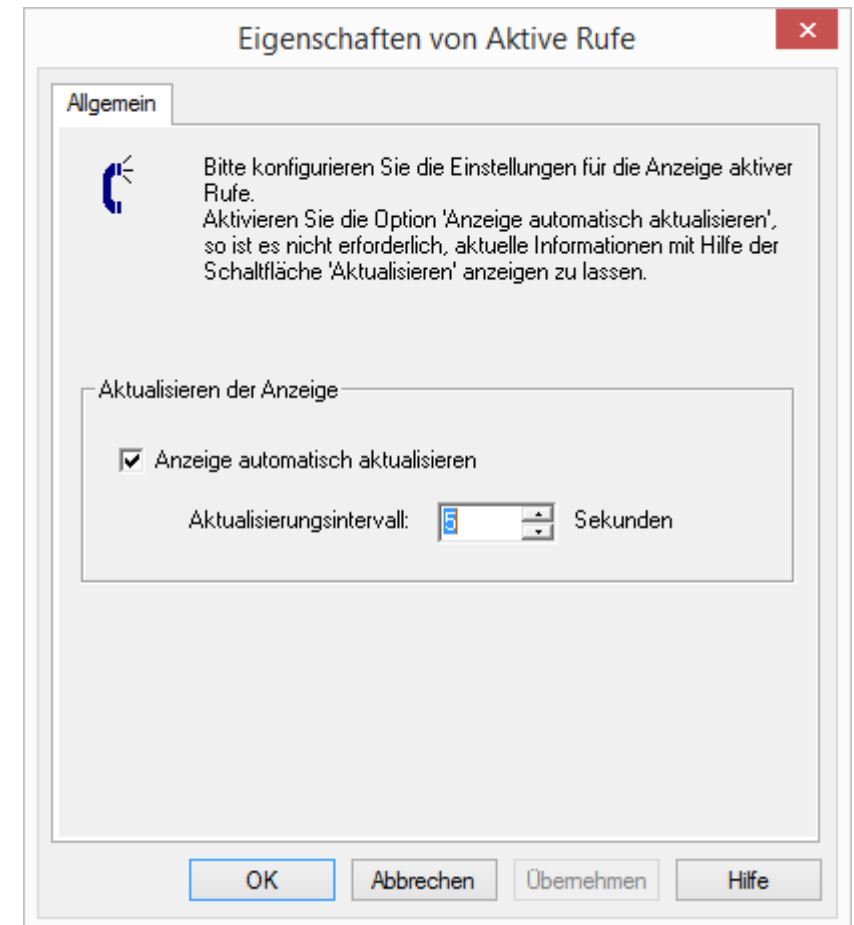 Eigenschaften von Aktive Rufe
Allgemein
Bitte konfigurieren Sie die Einstellungen für die Anzeige aktiver
Rufe.
Aktivieren Sie die Option 'Anzeige automatisch aktualisieren',
so ist es nicht erforderlich, aktuelle Informationen mit Hilfe der
Schaltfläche 'Aktualisieren' anzeigen zu lassen.
Aktualisieren der Anzeige
Anzeige automatisch aktualisieren
Aktualisierungsintervall: 5 Sekunden
OK Abbrechen Übernehmen Hilfe